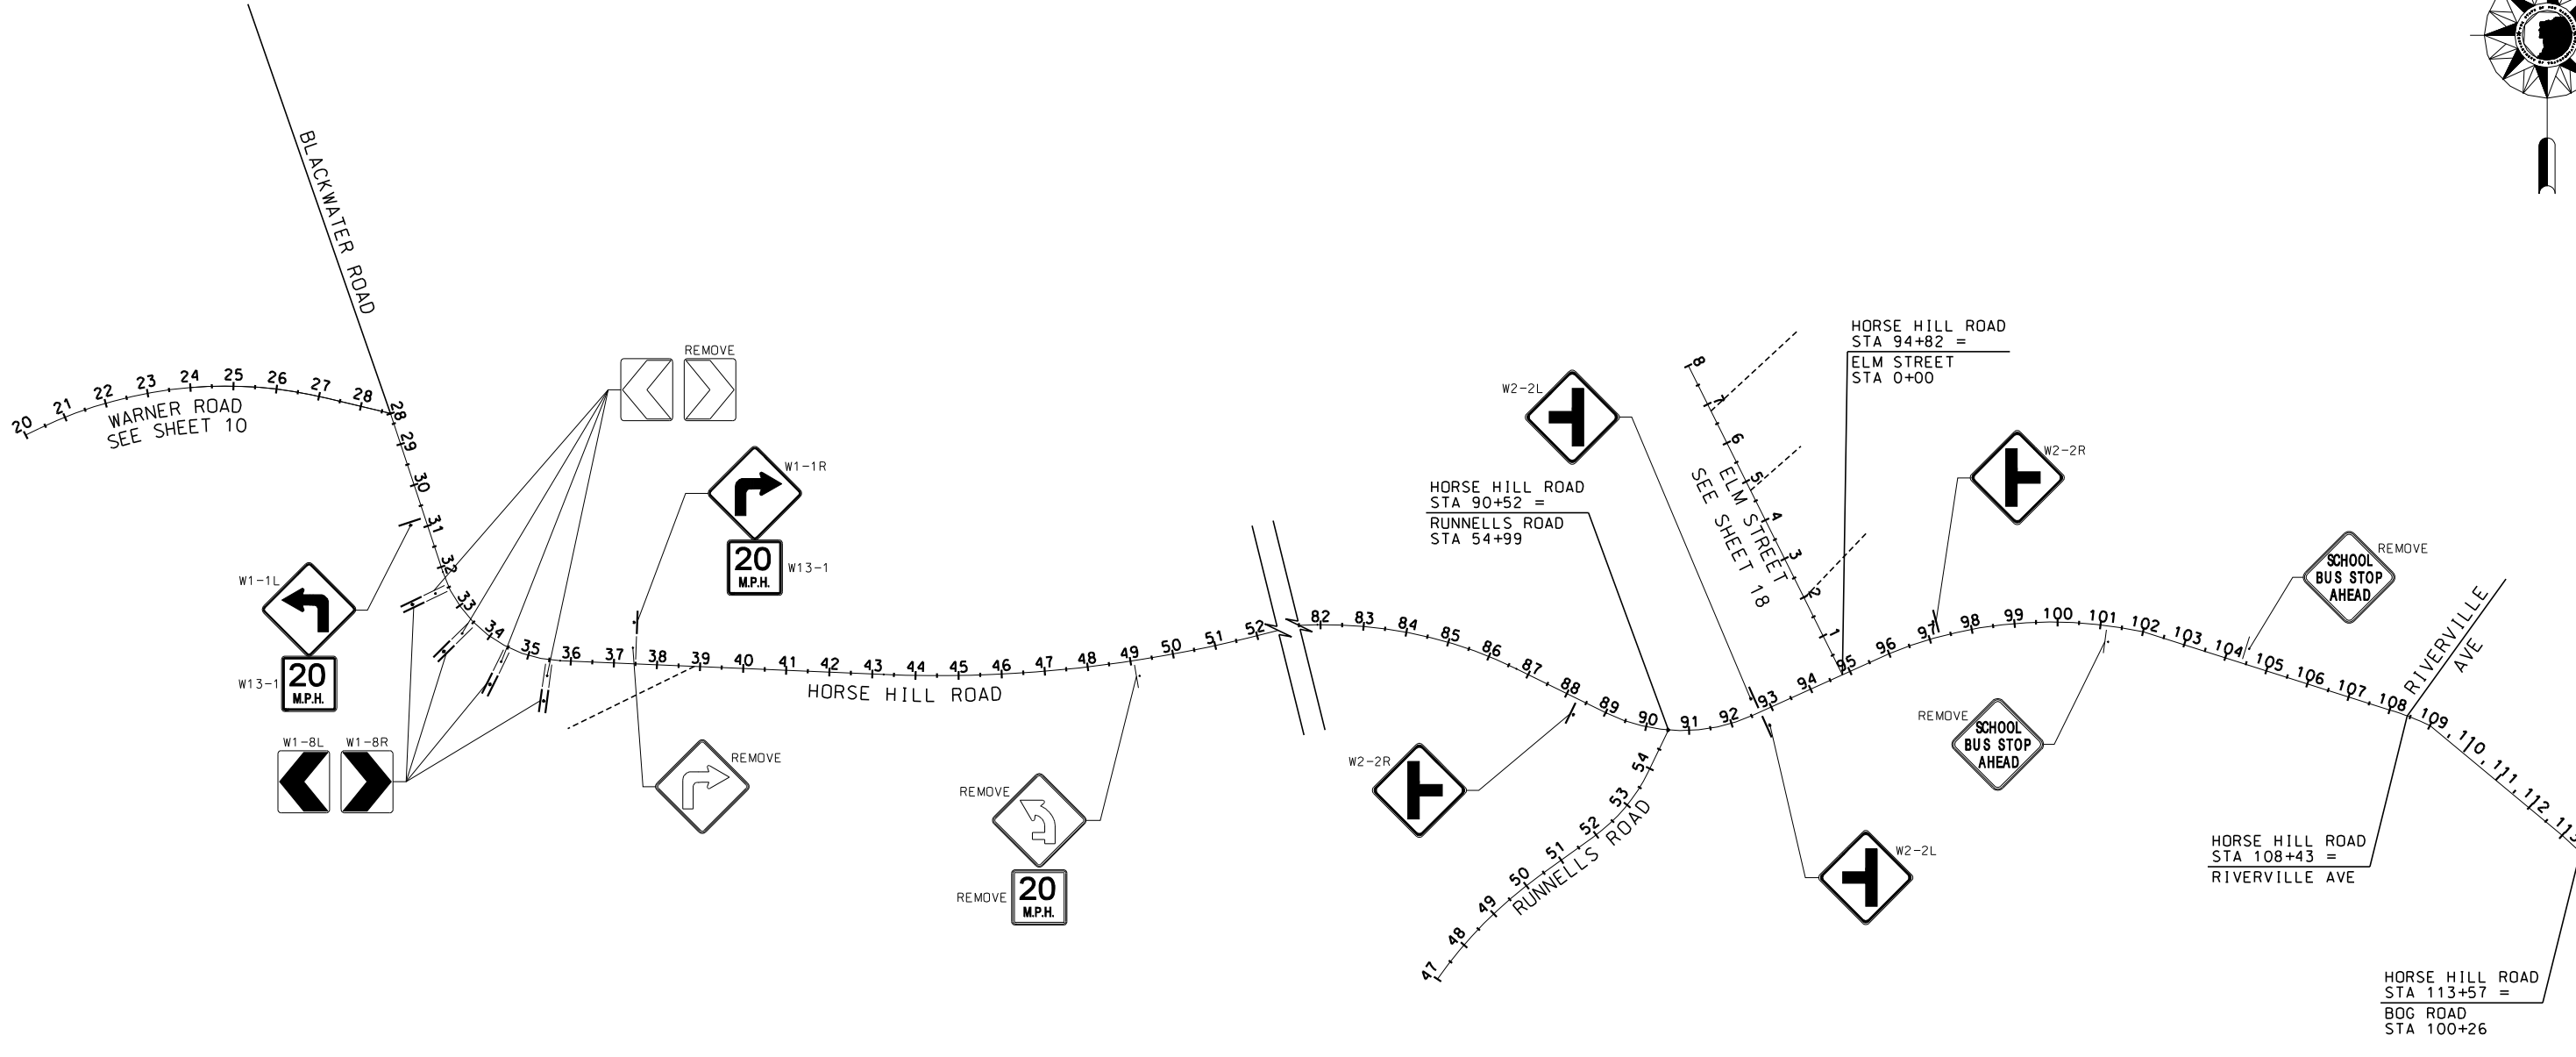 BLACKWATER ROAD
20 21 22 23 24 25 26 27 28
WARNER ROAD
SEE SHEET 10
28 29 30 31 32 33 34 35 36 37 38 39 40 41 42 43 44 45 46 47 48 49 50 51 52
HORSE HILL ROAD
REMOVE
W1-1R
20
M.P.H.
W13-1
W1-1L
W13-1
20
M.P.H.
W1-8L W1-8R
REMOVE
REMOVE
REMOVE
20
M.P.H.
82 83 84 85 86 87 88 89 90 91 92 93 94 95 96 97 98 99 100 101 102 103 104 105 106 107 108 109 110 111 112 113
W2-2L
HORSE HILL ROAD
STA 90+52 =
RUNNELLS ROAD
STA 54+99
8 7 6 5 4 3 2 1
ELM STREET
SEE SHEET 18
HORSE HILL ROAD
STA 94+82 =
ELM STREET
STA 0+00
W2-2R
W2-2R
54 53 52 51 50 49 48 47
RUNNELLS ROAD
W2-2L
REMOVE
SCHOOL
BUS STOP
AHEAD
SCHOOL
BUS STOP
AHEAD
REMOVE
RIVERVILLE
AVE
HORSE HILL ROAD
STA 108+43 =
RIVERVILLE AVE
HORSE HILL ROAD
STA 113+57 =
BOG ROAD
STA 100+26